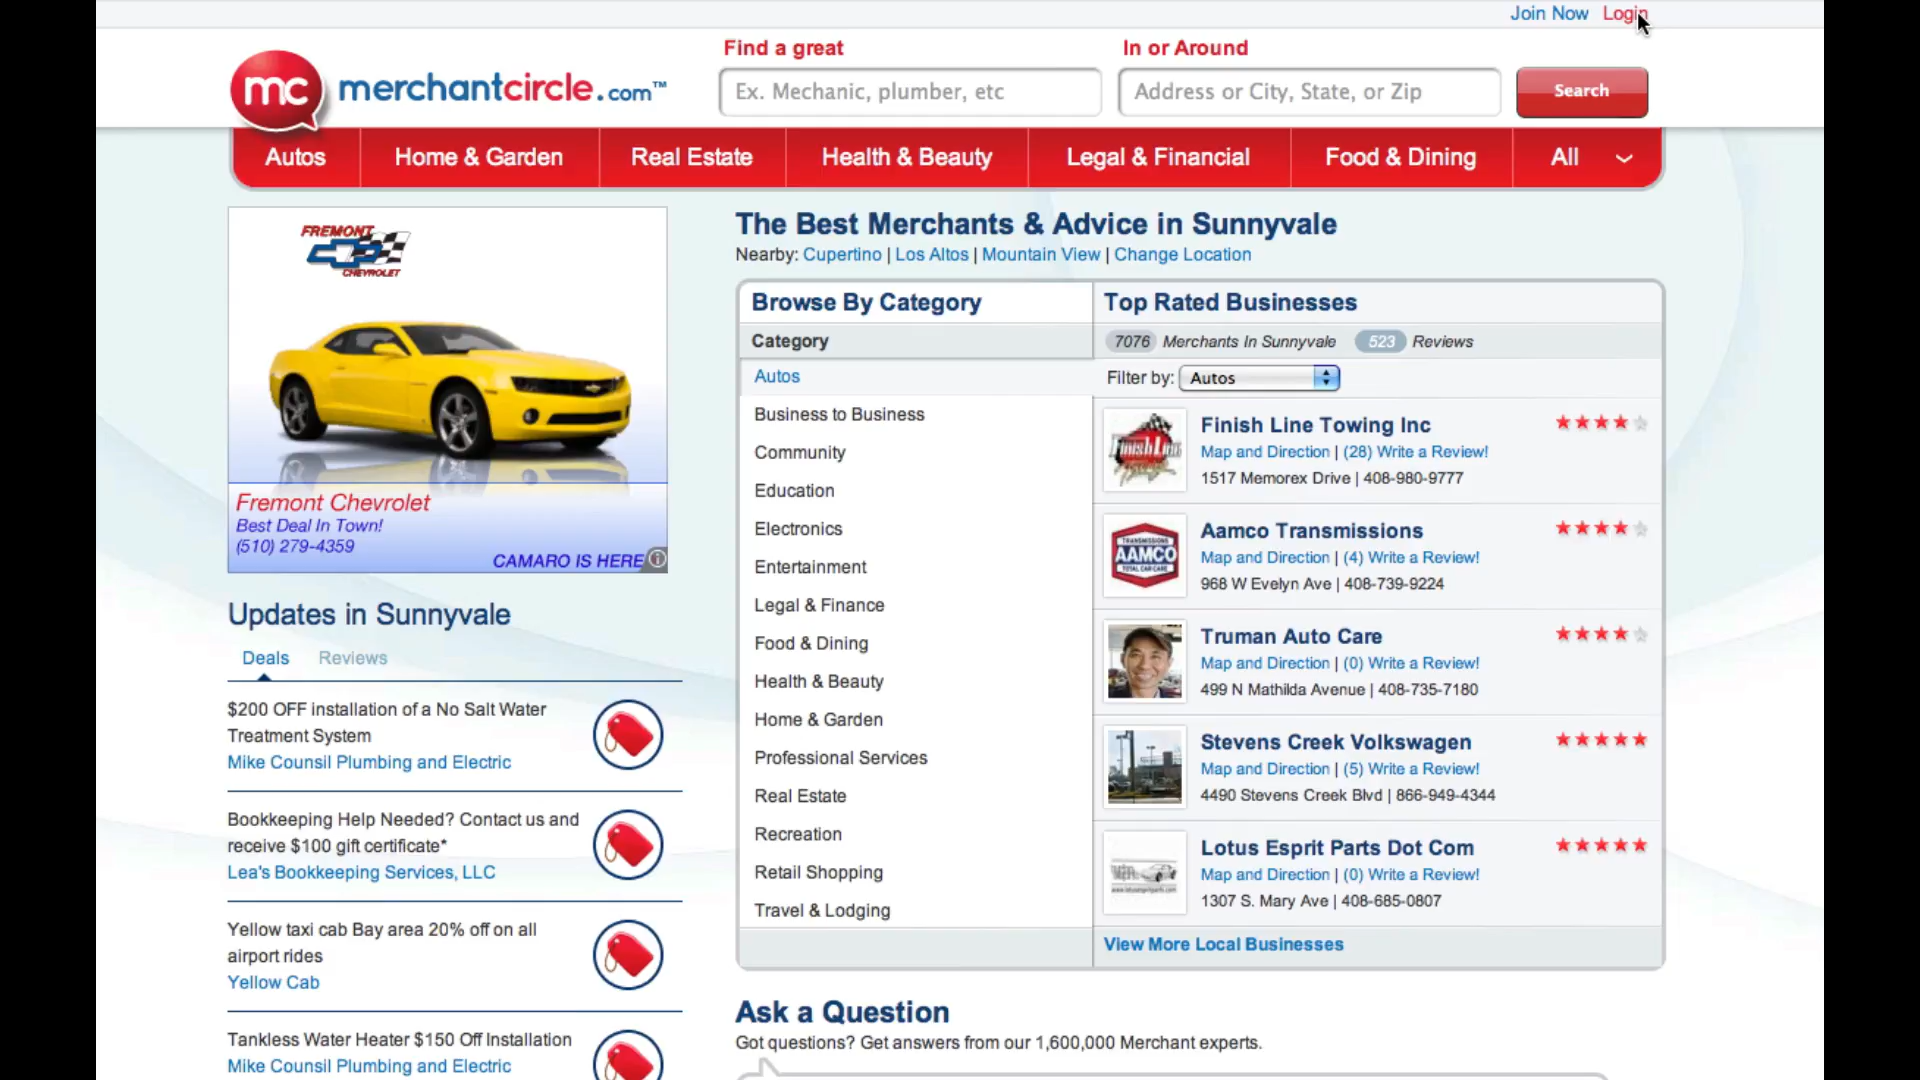 Join Now Login
Find a great
In or Around
mc merchantcircle.com™
Ex. Mechanic, plumber, etc
Address or City, State, or Zip
Search
Autos Home & Garden Real Estate Health & Beauty Legal & Financial Food & Dining All
FREMONT
CHEVROLET
Fremont Chevrolet
Best Deal In Town!
(510) 279-4359
CAMARO IS HERE
Updates in Sunnyvale
Deals Reviews
$200 OFF installation of a No Salt Water
Treatment System
Mike Counsil Plumbing and Electric
Bookkeeping Help Needed? Contact us and
receive $100 gift certificate*
Lea's Bookkeeping Services, LLC
Yellow taxi cab Bay area 20% off on all
airport rides
Yellow Cab
Tankless Water Heater $150 Off Installation
Mike Counsil Plumbing and Electric
The Best Merchants & Advice in Sunnyvale
Nearby: Cupertino | Los Altos | Mountain View | Change Location
Browse By Category
Category
Autos
Business to Business
Community
Education
Electronics
Entertainment
Legal & Finance
Food & Dining
Health & Beauty
Home & Garden
Professional Services
Real Estate
Recreation
Retail Shopping
Travel & Lodging
Top Rated Businesses
7076 Merchants In Sunnyvale 523 Reviews
Filter by: Autos
Finish Line
Finish Line Towing Inc
Map and Direction | (28) Write a Review!
1517 Memorex Drive | 408-980-9777
TRANSMISSIONS
AAMCO
TOTAL CAR CARE
Aamco Transmissions
Map and Direction | (4) Write a Review!
968 W Evelyn Ave | 408-739-9224
Truman Auto Care
Map and Direction | (0) Write a Review!
499 N Mathilda Avenue | 408-735-7180
Stevens Creek Volkswagen
Map and Direction | (5) Write a Review!
4490 Stevens Creek Blvd | 866-949-4344
Lotus Esprit Parts Dot Com
Map and Direction | (0) Write a Review!
1307 S. Mary Ave | 408-685-0807
View More Local Businesses
Ask a Question
Got questions? Get answers from our 1,600,000 Merchant experts.